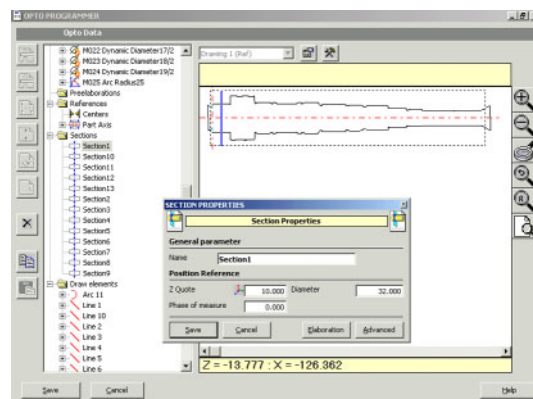 OPTO PROGRAMMER
Opto Data
M022 Dynamic Diameter17/2
M023 Dynamic Diameter18/2
M024 Dynamic Diameter19/2
M025 Arc Radius25
Preelaborations
References
Centers
Part Axis
Sections
Section1
Section10
Section11
Section12
Section13
Section2
Section3
Section4
Section5
Section6
Section7
Section8
Section9
Draw elements
Arc 11
Line 1
Line 10
Line 2
Line 3
Line 4
Line 5
Line 6
Drawing 1 (Ref)
SECTION PROPERTIES
Section Properties
General parameter
Name Section1
Position Reference
Z Quote 10.000 Diameter 32.000
Phase of measure 0.000
Save Cancel Elaboration Advanced
Z = -13.777 : X = -126.362
Save Cancel Help